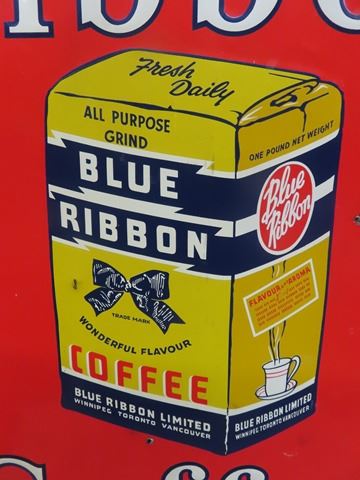 Fresh
Daily
ALL PURPOSE
GRIND
BLUE
RIBBON
TRADE MARK
WONDERFUL FLAVOUR
COFFEE
BLUE RIBBON LIMITED
WINNIPEG TORONTO VANCOUVER
ONE POUND NET WEIGHT
Blue
Ribbon
FLAVOUR AND AROMA
BLUE RIBBON LIMITED
WINNIPEG TORONTO VANCOUVER